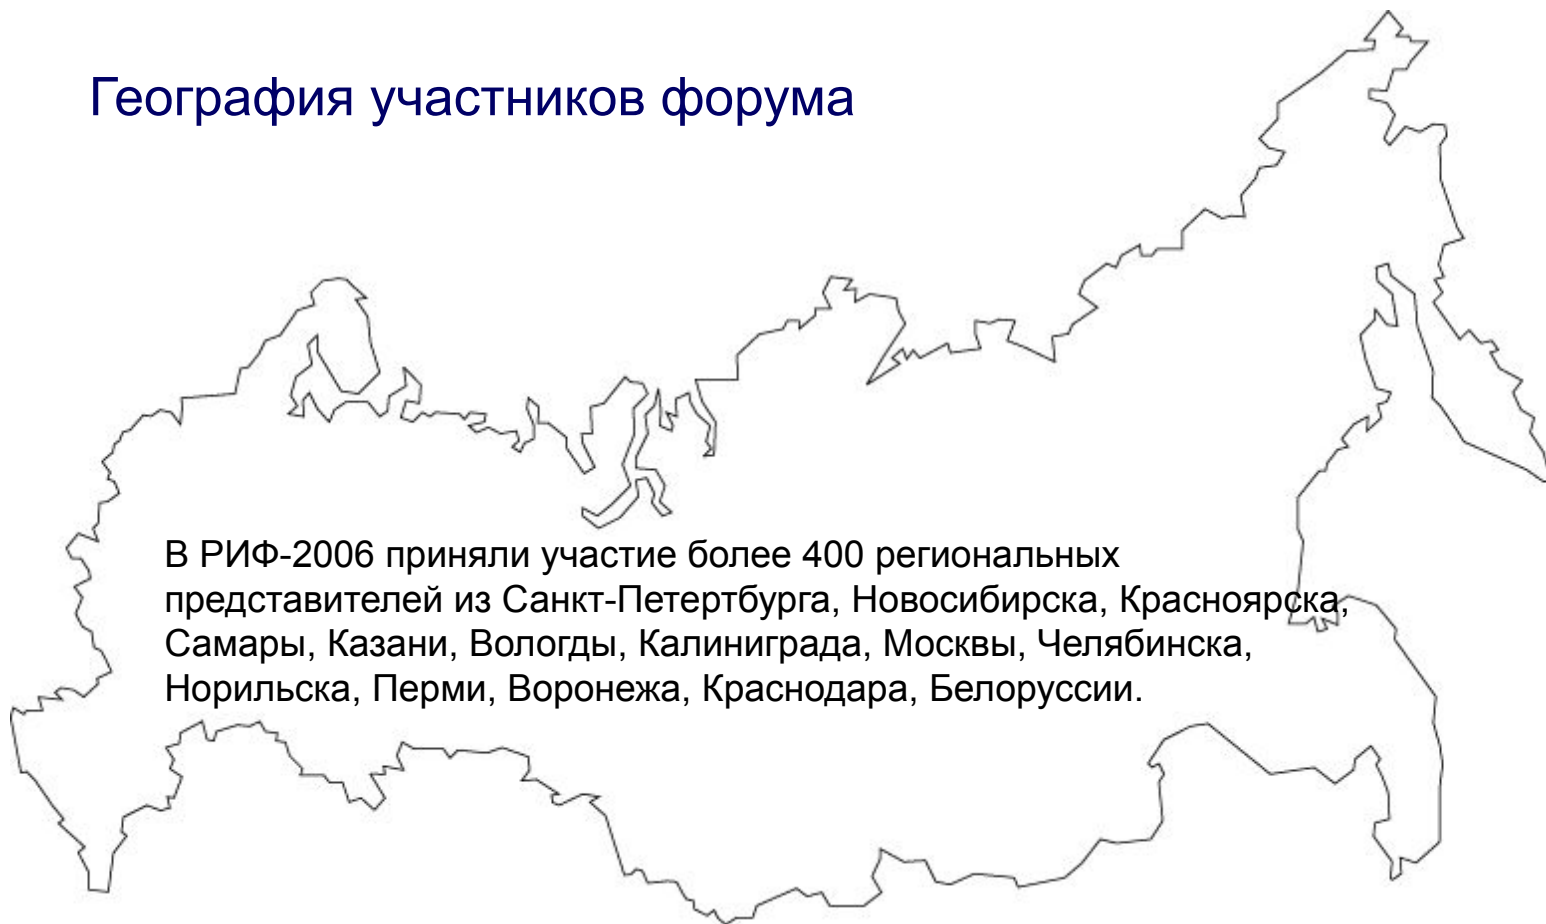 География участников форума
В РИФ-2006 приняли участие более 400 региональных
представителей из Санкт-Петертбурга, Новосибирска, Красноярска,
Самары, Казани, Вологды, Калиниграда, Москвы, Челябинска,
Норильска, Перми, Воронежа, Краснодара, Белоруссии.